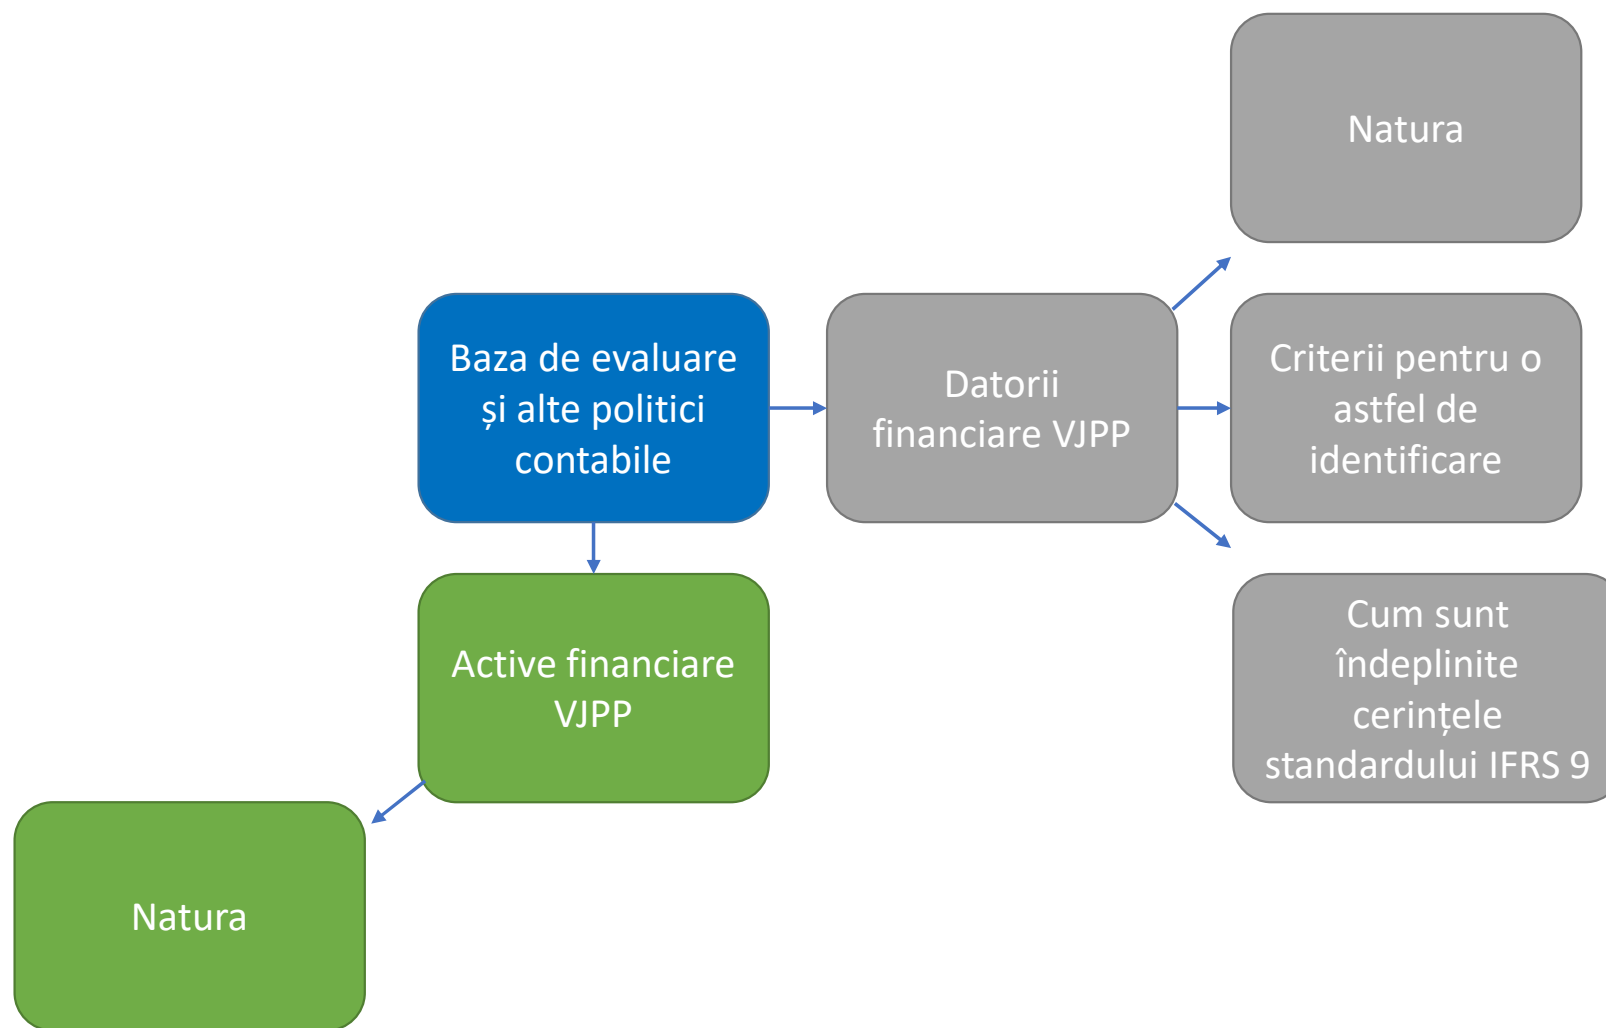 Natura
Baza de evaluare
și alte politici
contabile
Datorii
financiare VJPP
Criterii pentru o
astfel de
identificare
Active financiare
VJPP
Cum sunt
îndeplinite
cerințele
standardului IFRS 9
Natura